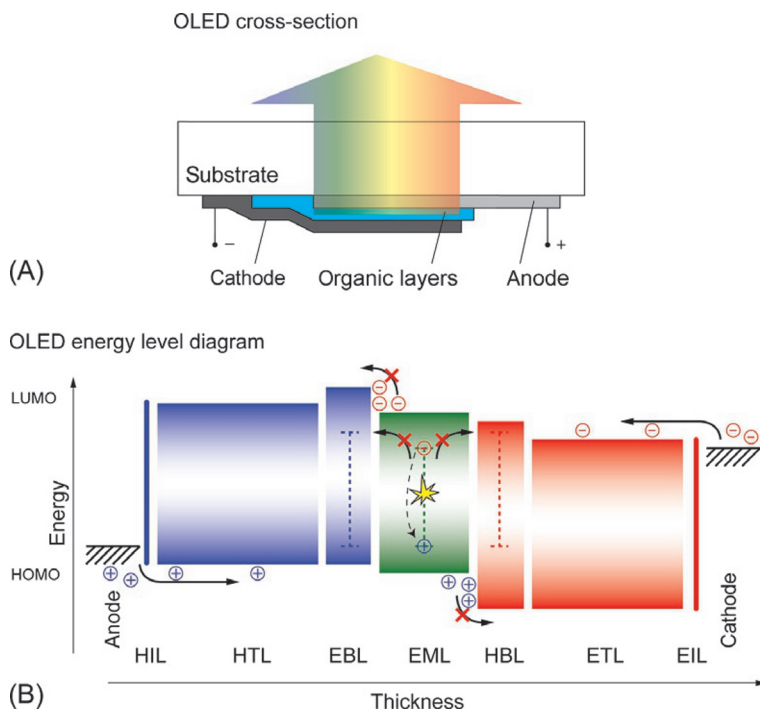 OLED cross-section
Substrate
− +
Cathode Organic layers Anode
(A)
OLED energy level diagram
LUMO
Energy
HOMO
Anode
Cathode
HIL HTL EBL EML HBL ETL EIL
(B)
Thickness